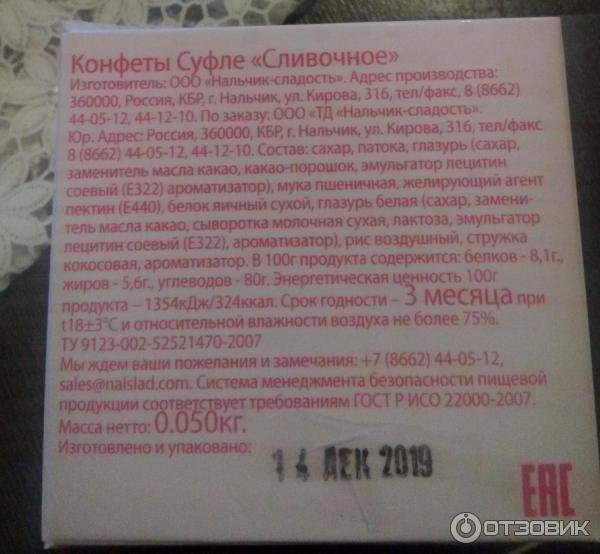 Конфеты Суфле «Сливочное»
Изготовитель: ООО «Нальчик-сладость». Адрес производства:
360000, Россия, КБР, г. Нальчик, ул. Кирова, 316, тел/факс, 8 (8662)
44-05-12, 44-12-10. По заказу: ООО «ТД «Нальчик-сладость».
Юр. Адрес: Россия, 360000, КБР, г. Нальчик, ул. Кирова, 316, тел/факс
8 (8662) 44-05-12, 44-12-10. Состав: сахар, патока, глазурь (сахар,
заменитель масла какао, какао-порошок, эмульгатор лецитин
соевый (Е322) ароматизатор), мука пшеничная, желирующий агент
пектин (Е440), белок яичный сухой, глазурь белая (сахар, замени-
тель масла какао, сыворотка молочная сухая, лактоза, эмульгатор
лецитин соевый (Е322), ароматизатор), рис воздушный, стружка
кокосовая, ароматизатор. В 100г продукта содержится: белков - 8,1г.,
жиров - 5,6г., углеводов - 80г. Энергетическая ценность 100г
продукта – 1354кДж/324ккал. Срок годности – 3 месяца при
t18±3°С и относительной влажности воздуха не более 75%.
ТУ 9123-002-52521470-2007
Мы ждем ваши пожелания и замечания: +7 (8662) 44-05-12,
sales@nalslad.com. Система менеджмента безопасности пищевой
продукции соответствует требованиям ГОСТ Р ИСО 22000-2007.
Масса нетто: 0.050кг.
Изготовлено и упаковано: 14 ДЕК 2019
ЕАС
ОТЗОВИК